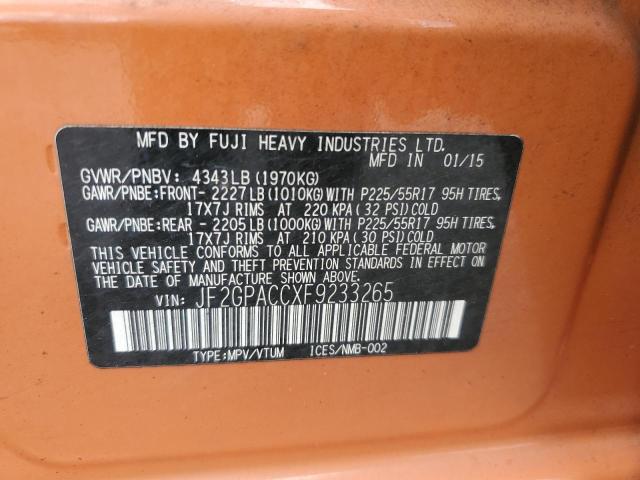 MFD BY FUJI HEAVY INDUSTRIES LTD.
MFD IN 01/15
GVWR/PNBV: 4343LB (1970KG)
GAWR/PNBE:FRONT- 2227LB(1010KG)WITH P225/55R17 95H TIRES,
17X7J RIMS AT 220 KPA (32 PSI)COLD
GAWR/PNBE:REAR - 2205LB(1000KG)WITH P225/55R17 95H TIRES,
17X7J RIMS AT 210 KPA (30 PSI)COLD
THIS VEHICLE CONFORMS TO ALL APPLICABLE FEDERAL MOTOR
VEHICLE SAFETY AND THEFT PREVENTION STANDARDS IN EFFECT
ON THE DATE OF MANUFACTURE SHOWN ABOVE.
VIN: JF2GPACCXF9233265
TYPE:MPV/VTUM ICES/NMB-002